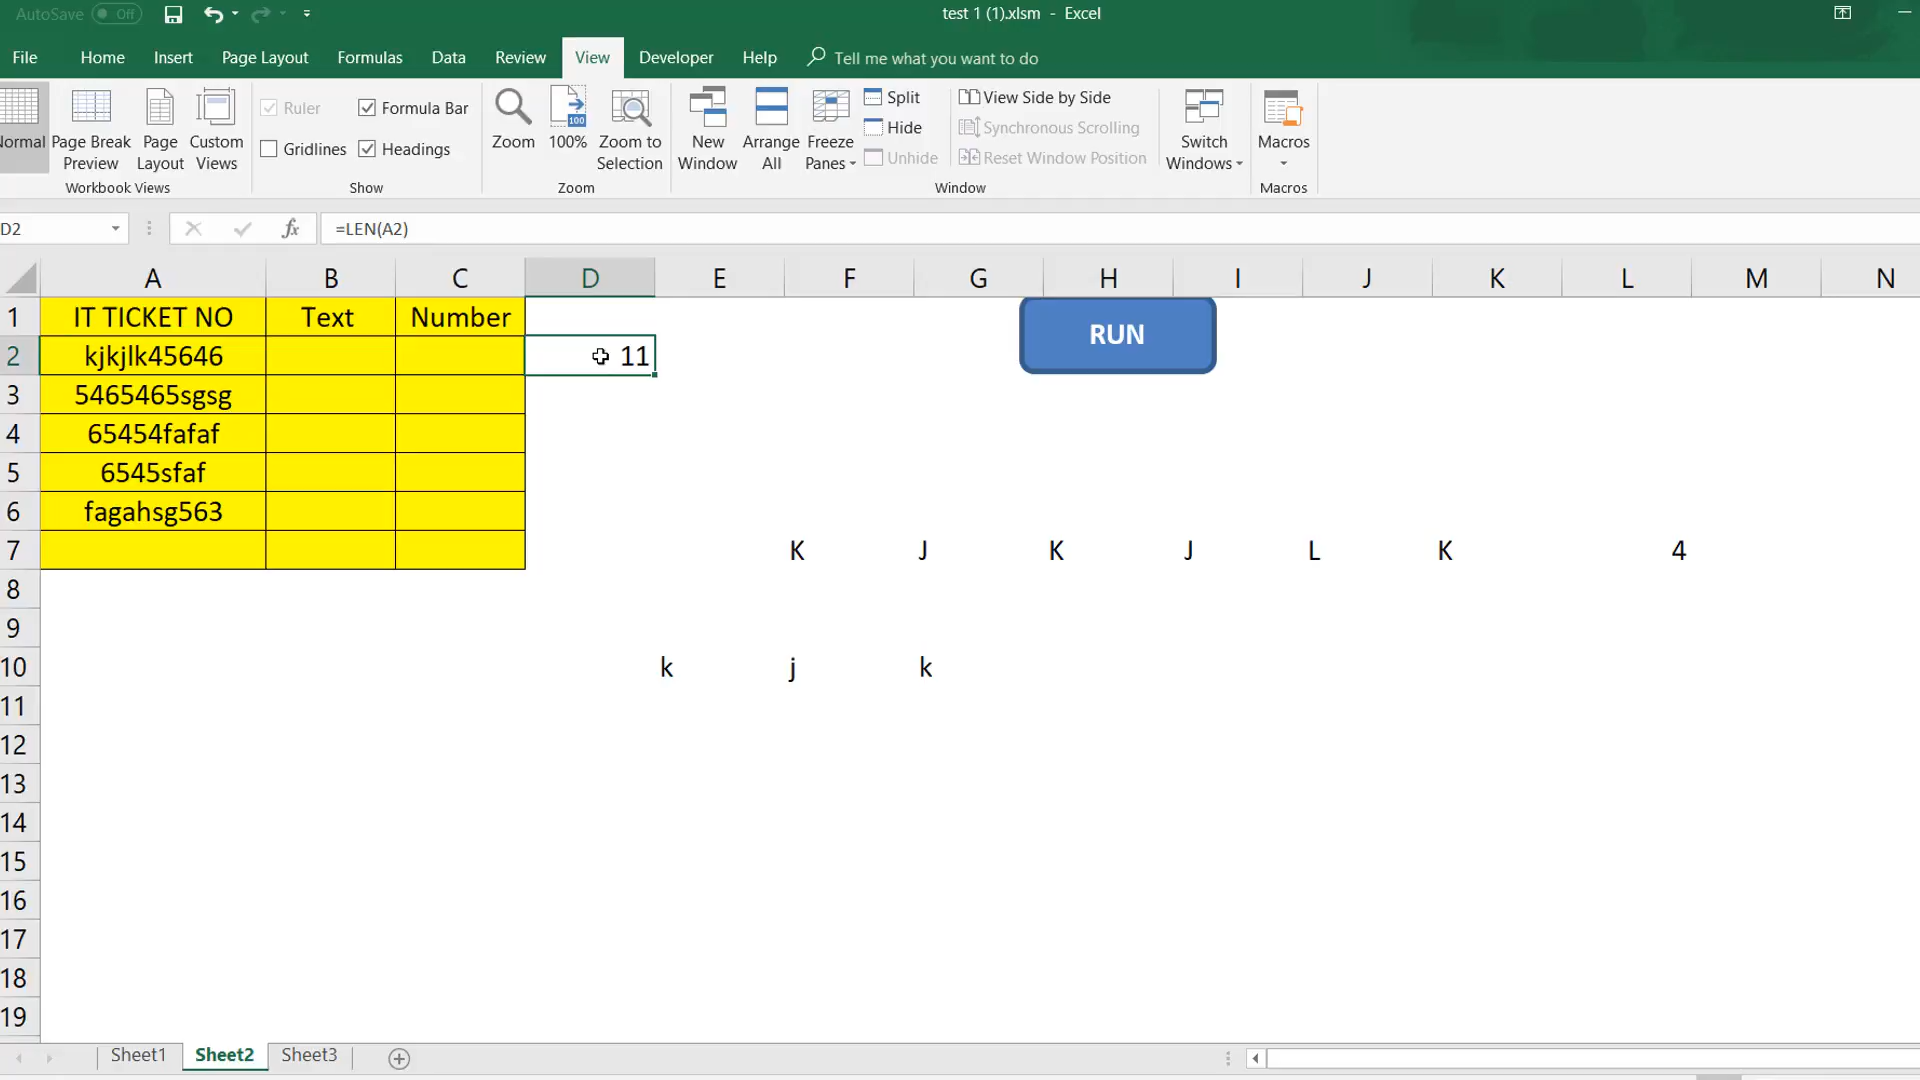 AutoSave Off test 1 (1).xlsm - Excel
File Home Insert Page Layout Formulas Data Review View Developer Help Tell me what you want to do
Normal Page Break Preview Page Layout Custom Views
Workbook Views
Ruler Formula Bar
Gridlines Headings
Show
Zoom 100% Zoom to Selection
100
Zoom
New Window Arrange All Freeze Panes
Split
Hide
Unhide
View Side by Side
Synchronous Scrolling
Reset Window Position
Window
Switch Windows
Macros
Macros
D2 fx =LEN(A2)
A B C D E F G H I J K L M N
1 IT TICKET NO Text Number RUN
2 kjkjlk45646 11
3 5465465sgsg
4 65454fafaf
5 6545sfaf
6 fagahsg563
7 K J K J L K 4
8
9
10 k j k
11
12
13
14
15
16
17
18
19
Sheet1 Sheet2 Sheet3